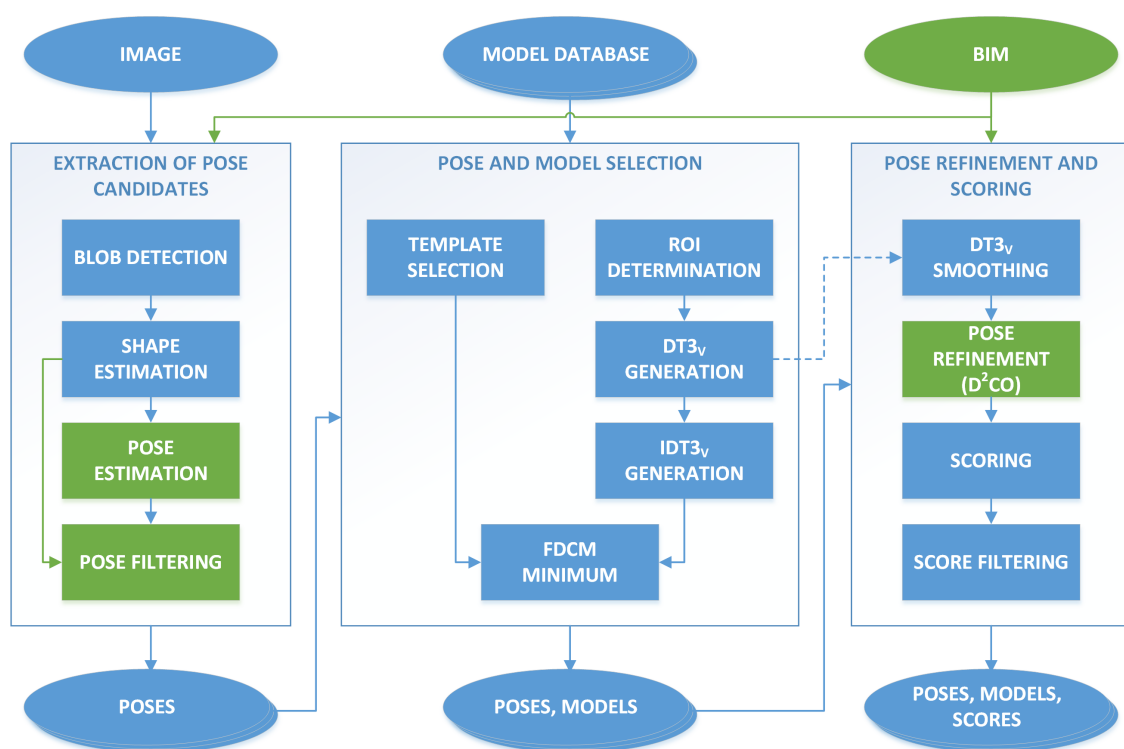 IMAGE
MODEL DATABASE
BIM
EXTRACTION OF POSE
CANDIDATES
BLOB DETECTION
SHAPE
ESTIMATION
POSE
ESTIMATION
POSE FILTERING
POSES
POSE AND MODEL SELECTION
TEMPLATE
SELECTION
ROI
DETERMINATION
DT3V
GENERATION
IDT3V
GENERATION
FDCM
MINIMUM
POSES, MODELS
POSE REFINEMENT AND
SCORING
DT3V
SMOOTHING
POSE
REFINEMENT
(D²CO)
SCORING
SCORE FILTERING
POSES, MODELS,
SCORES